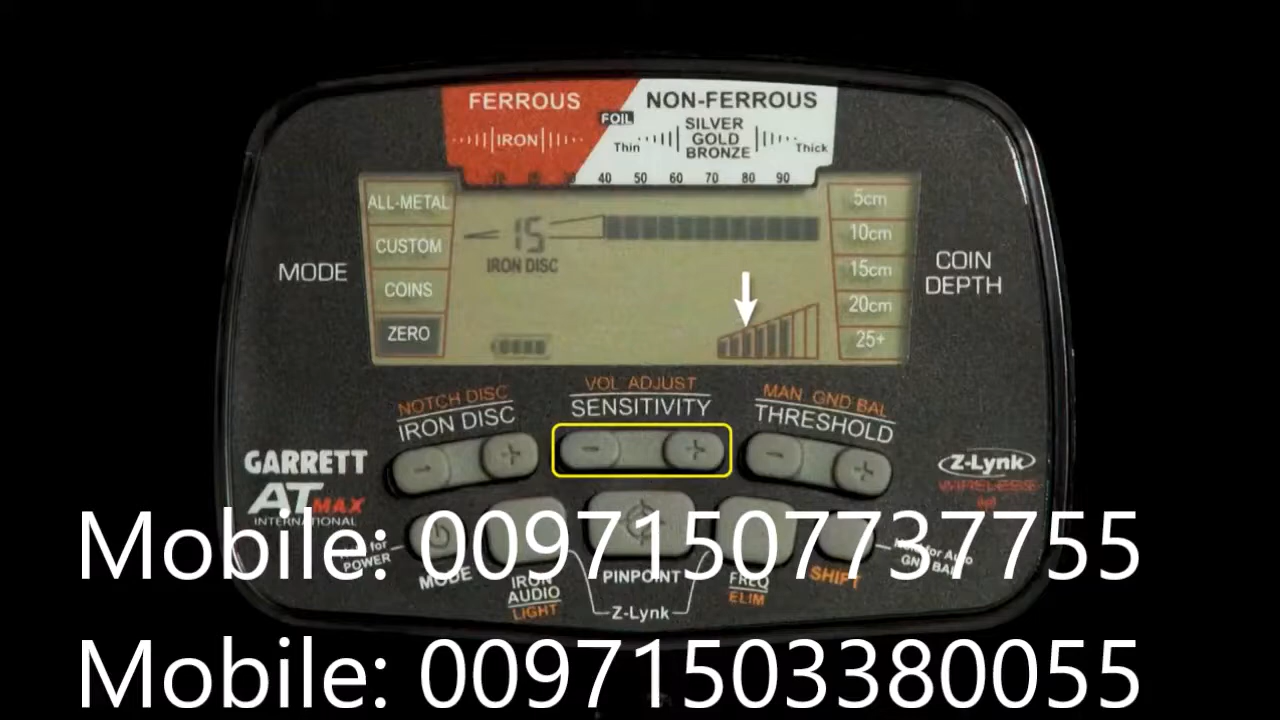 FERROUS
NON-FERROUS
IRON
FOIL
Thin
SILVER
GOLD
BRONZE
Thick
40 50 60 70 80 90
ALL-METAL
CUSTOM
COINS
ZERO
MODE
15
IRON DISC
5cm
10cm
15cm
20cm
25+
COIN
DEPTH
NOTCH DISC
IRON DISC
VOL ADJUST
SENSITIVITY
MAN GND BAL
THRESHOLD
- +
- +
- +
GARRETT
AT MAX
INTERNATIONAL
Z-Lynk
WIRELESS
POWER
MODE
IRON
AUDIO
LIGHT
PINPOINT
Z-Lynk
FREQ
ELIM
SHIFT
Mobile: 00971507737755
Mobile: 00971503380055